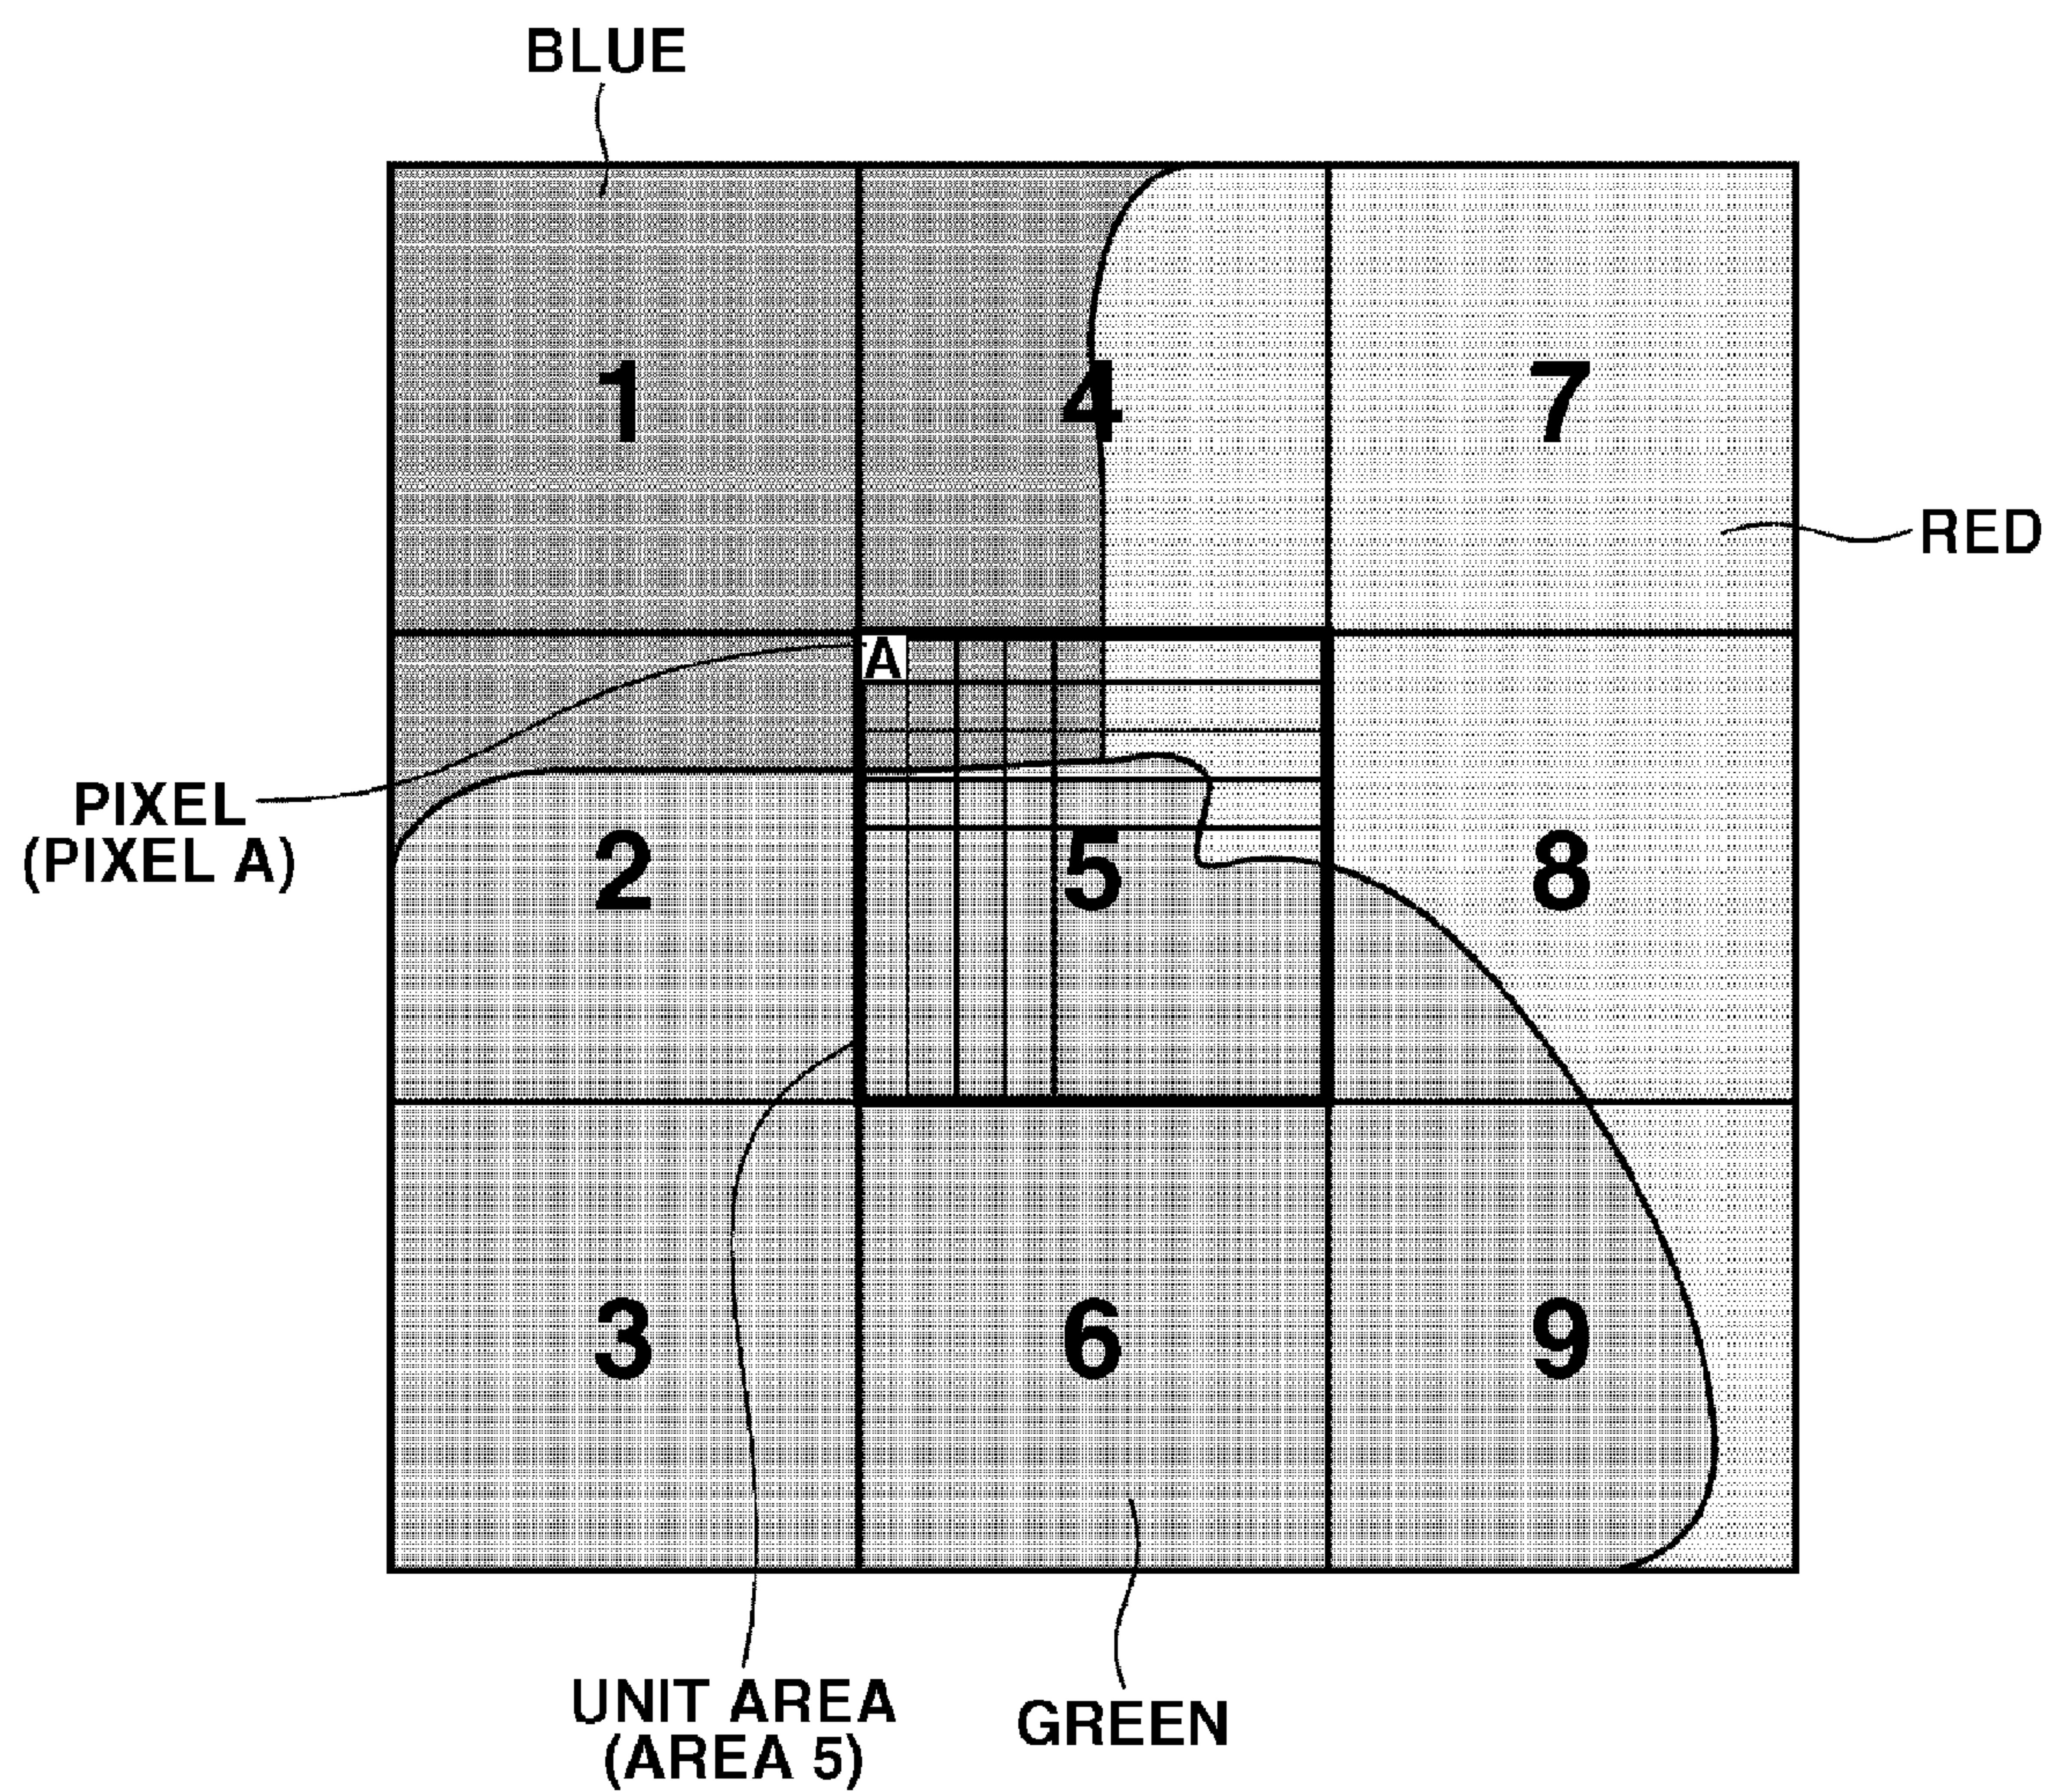 BLUE
1
4
7
RED
A
PIXEL
(PIXEL A)
2
5
8
3
6
9
UNIT AREA
(AREA 5)
GREEN